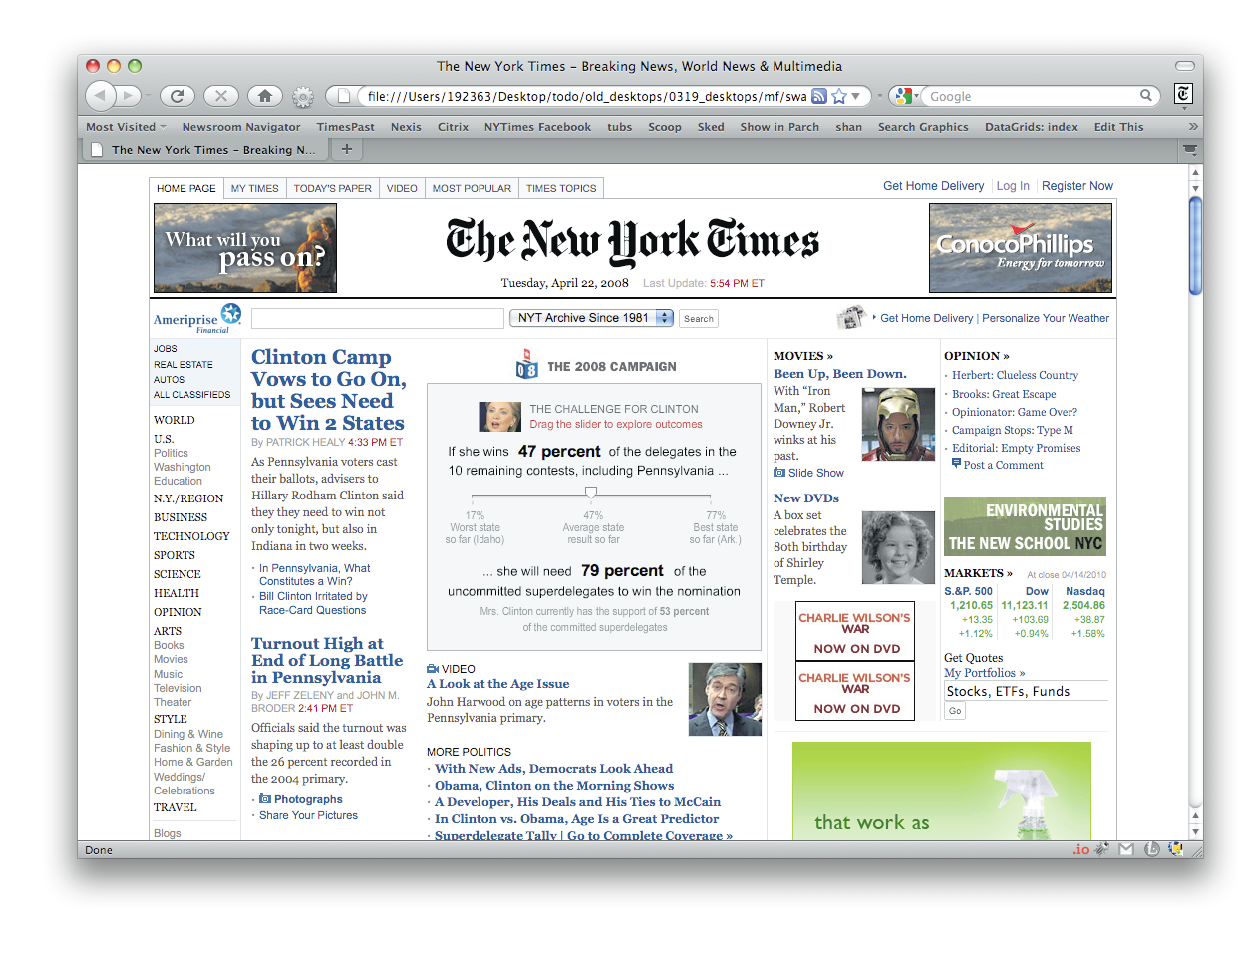 The New York Times – Breaking News, World News & Multimedia
file:///Users/192363/Desktop/todo/old_desktops/0319_desktops/mf/swa
Google
Most Visited
Newsroom Navigator
TimesPast
Nexis
Citrix
NYTimes Facebook
tubs
Scoop
Sked
Show in Parch
shan
Search Graphics
DataGrids: index
Edit This
»
The New York Times – Breaking N...
+
HOME PAGE
MY TIMES
TODAY'S PAPER
VIDEO
MOST POPULAR
TIMES TOPICS
Get Home Delivery
Log In
Register Now
What will you
pass on?
The New York Times
Tuesday, April 22, 2008 Last Update: 5:54 PM ET
ConocoPhillips
Energy for tomorrow
Ameriprise
Financial
NYT Archive Since 1981
Search
Get Home Delivery | Personalize Your Weather
JOBS
REAL ESTATE
AUTOS
ALL CLASSIFIEDS
WORLD
U.S.
Politics
Washington
Education
N.Y./REGION
BUSINESS
TECHNOLOGY
SPORTS
SCIENCE
HEALTH
OPINION
ARTS
Books
Movies
Music
Television
Theater
STYLE
Dining & Wine
Fashion & Style
Home & Garden
Weddings/
Celebrations
TRAVEL
Blogs
Clinton Camp
Vows to Go On,
but Sees Need
to Win 2 States
By PATRICK HEALY 4:33 PM ET
As Pennsylvania voters cast
their ballots, advisers to
Hillary Rodham Clinton said
they they need to win not
only tonight, but also in
Indiana in two weeks.
· In Pennsylvania, What
Constitutes a Win?
· Bill Clinton Irritated by
Race-Card Questions
Turnout High at
End of Long Battle
in Pennsylvania
By JEFF ZELENY and JOHN M.
BRODER 2:41 PM ET
Officials said the turnout was
shaping up to at least double
the 26 percent recorded in
the 2004 primary.
· Photographs
· Share Your Pictures
08 THE 2008 CAMPAIGN
THE CHALLENGE FOR CLINTON
Drag the slider to explore outcomes
If she wins 47 percent of the delegates in the
10 remaining contests, including Pennsylvania ...
17%
Worst state
so far (Idaho)
47%
Average state
result so far
77%
Best state
so far (Ark.)
... she will need 79 percent of the
uncommitted superdelegates to win the nomination
Mrs. Clinton currently has the support of 53 percent
of the committed superdelegates
VIDEO
A Look at the Age Issue
John Harwood on age patterns in voters in the
Pennsylvania primary.
MORE POLITICS
· With New Ads, Democrats Look Ahead
· Obama, Clinton on the Morning Shows
· A Developer, His Deals and His Ties to McCain
· In Clinton vs. Obama, Age Is a Great Predictor
· Superdelegate Tally | Go to Complete Coverage »
MOVIES »
Been Up, Been Down.
With “Iron
Man,” Robert
Downey Jr.
winks at his
past.
Slide Show
New DVDs
A box set
celebrates the
80th birthday
of Shirley
Temple.
CHARLIE WILSON'S
WAR
NOW ON DVD
CHARLIE WILSON'S
WAR
NOW ON DVD
OPINION »
· Herbert: Clueless Country
· Brooks: Great Escape
· Opinionator: Game Over?
· Campaign Stops: Type M
· Editorial: Empty Promises
Post a Comment
ENVIRONMENTAL
STUDIES
THE NEW SCHOOL NYC
MARKETS » At close 04/14/2010
S.&P. 500 Dow Nasdaq
1,210.65 11,123.11 2,504.86
+13.35 +103.69 +38.87
+1.12% +0.94% +1.58%
Get Quotes
My Portfolios »
Stocks, ETFs, Funds
Go
that work as
Done
.io